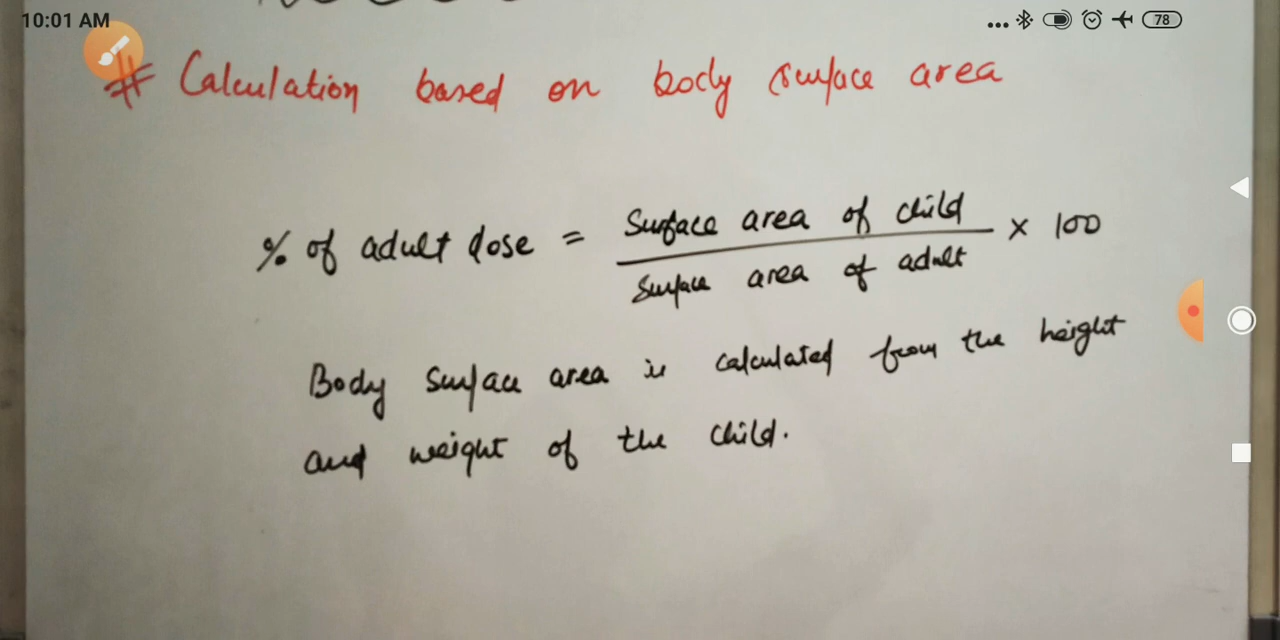 10:01 AM
78
# Calculation based on body surface area
% of adult dose = Surface area of child / Surface area of adult × 100
Body surface area is calculated from the height
and weight of the child.